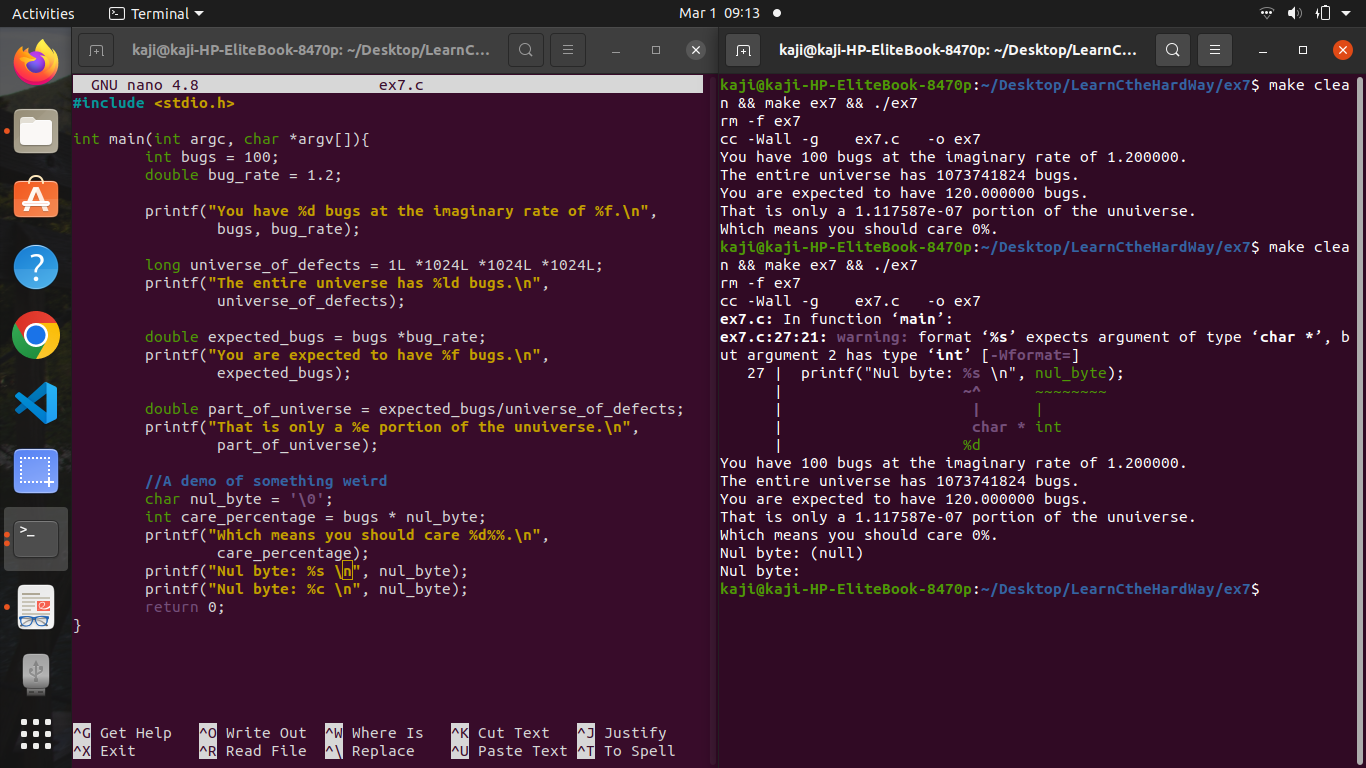 Activities Terminal Mar 1 09:13
kaji@kaji-HP-EliteBook-8470p: ~/Desktop/LearnC...
GNU nano 4.8 ex7.c
#include <stdio.h>
int main(int argc, char *argv[]){
int bugs = 100;
double bug_rate = 1.2;
printf("You have %d bugs at the imaginary rate of %f.\n",
bugs, bug_rate);
long universe_of_defects = 1L *1024L *1024L *1024L;
printf("The entire universe has %ld bugs.\n",
universe_of_defects);
double expected_bugs = bugs *bug_rate;
printf("You are expected to have %f bugs.\n",
expected_bugs);
double part_of_universe = expected_bugs/universe_of_defects;
printf("That is only a %e portion of the unuiverse.\n",
part_of_universe);
//A demo of something weird
char nul_byte = '\0';
int care_percentage = bugs * nul_byte;
printf("Which means you should care %d%%.\n",
care_percentage);
printf("Nul byte: %s \n", nul_byte);
printf("Nul byte: %c \n", nul_byte);
return 0;
}
^G Get Help ^O Write Out ^W Where Is ^K Cut Text ^J Justify
^X Exit ^R Read File ^\ Replace ^U Paste Text ^T To Spell
kaji@kaji-HP-EliteBook-8470p: ~/Desktop/LearnCtheHardWay/ex7
kaji@kaji-HP-EliteBook-8470p:~/Desktop/LearnCtheHardWay/ex7$ make clea
n && make ex7 && ./ex7
rm -f ex7
cc -Wall -g    ex7.c   -o ex7
You have 100 bugs at the imaginary rate of 1.200000.
The entire universe has 1073741824 bugs.
You are expected to have 120.000000 bugs.
That is only a 1.117587e-07 portion of the unuiverse.
Which means you should care 0%.
kaji@kaji-HP-EliteBook-8470p:~/Desktop/LearnCtheHardWay/ex7$ make clea
n && make ex7 && ./ex7
rm -f ex7
cc -Wall -g    ex7.c   -o ex7
ex7.c: In function ‘main’:
ex7.c:27:21: warning: format ‘%s’ expects argument of type ‘char *’, b
ut argument 2 has type ‘int’ [-Wformat=]
27 |  printf("Nul byte: %s \n", nul_byte);
|                    ~^      ~~~~~~~~
|                     |      |
|                     char * int
|                    %d
You have 100 bugs at the imaginary rate of 1.200000.
The entire universe has 1073741824 bugs.
You are expected to have 120.000000 bugs.
That is only a 1.117587e-07 portion of the unuiverse.
Which means you should care 0%.
Nul byte: (null)
Nul byte:
kaji@kaji-HP-EliteBook-8470p:~/Desktop/LearnCtheHardWay/ex7$